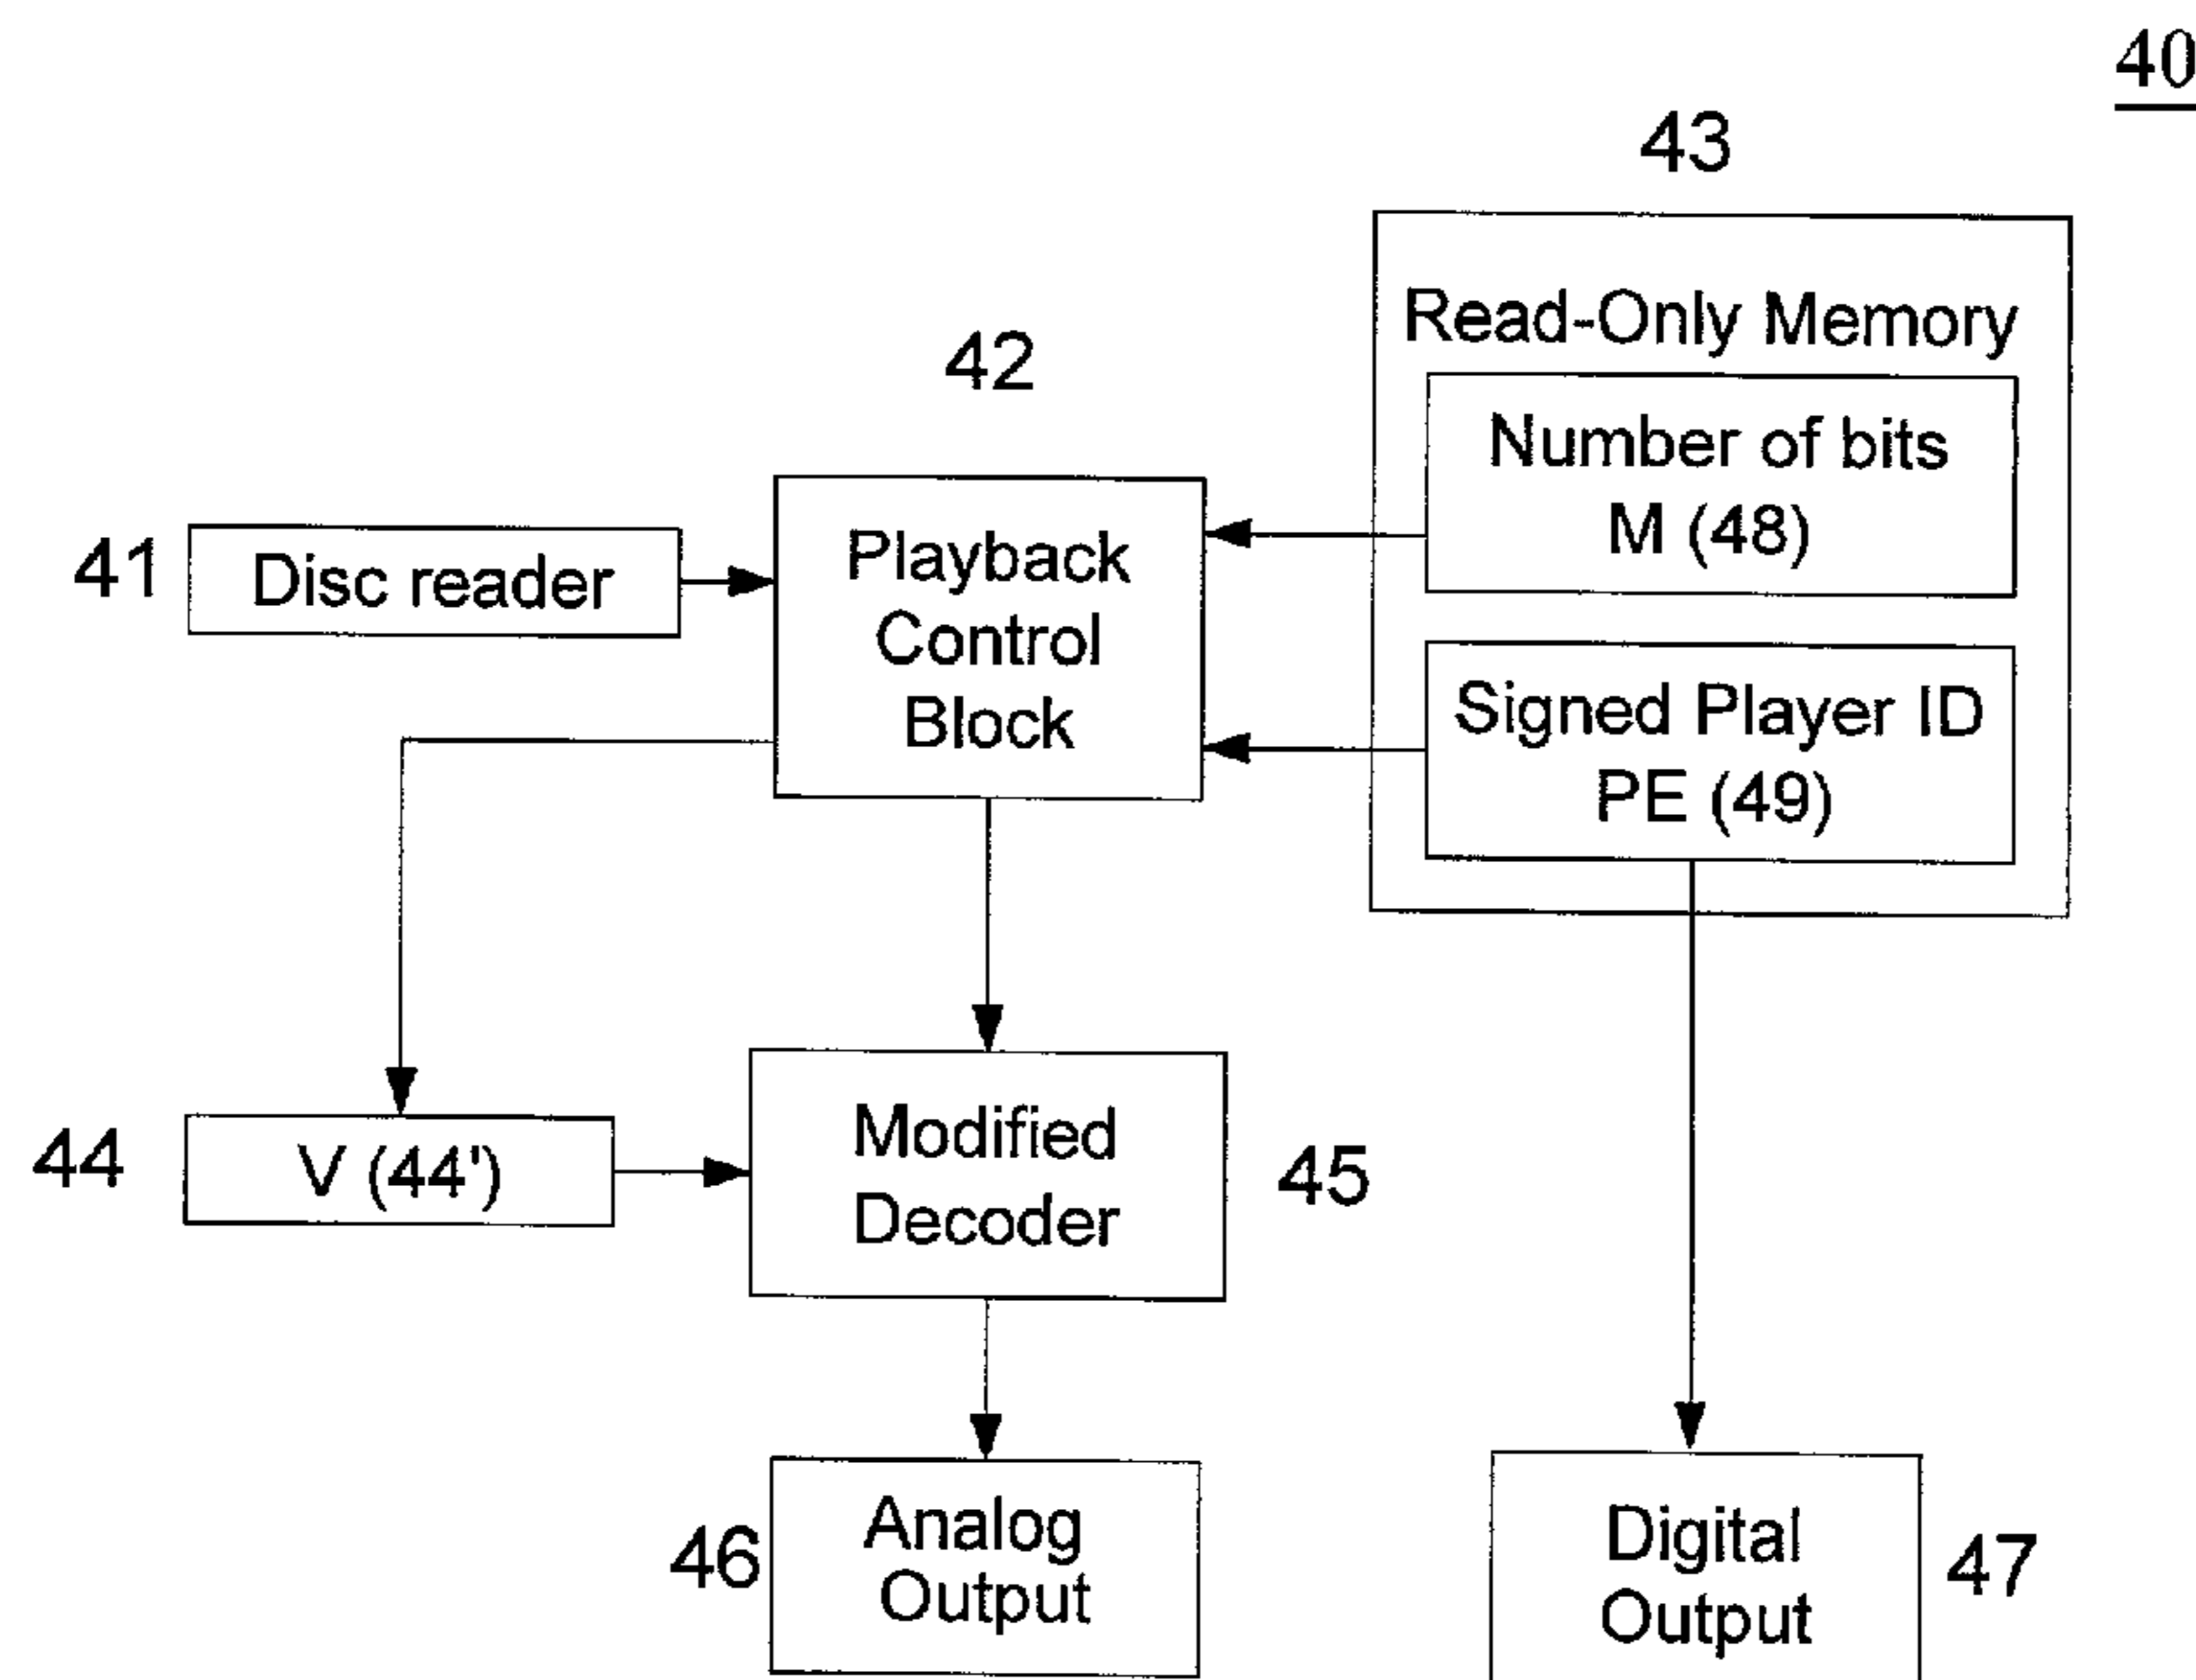 40
43
Read-Only Memory
42
Number of bits
M (48)
41
Disc reader
Playback
Control
Block
Signed Player ID
PE (49)
44
V (44')
Modified
Decoder
45
46
Analog
Output
Digital
Output
47